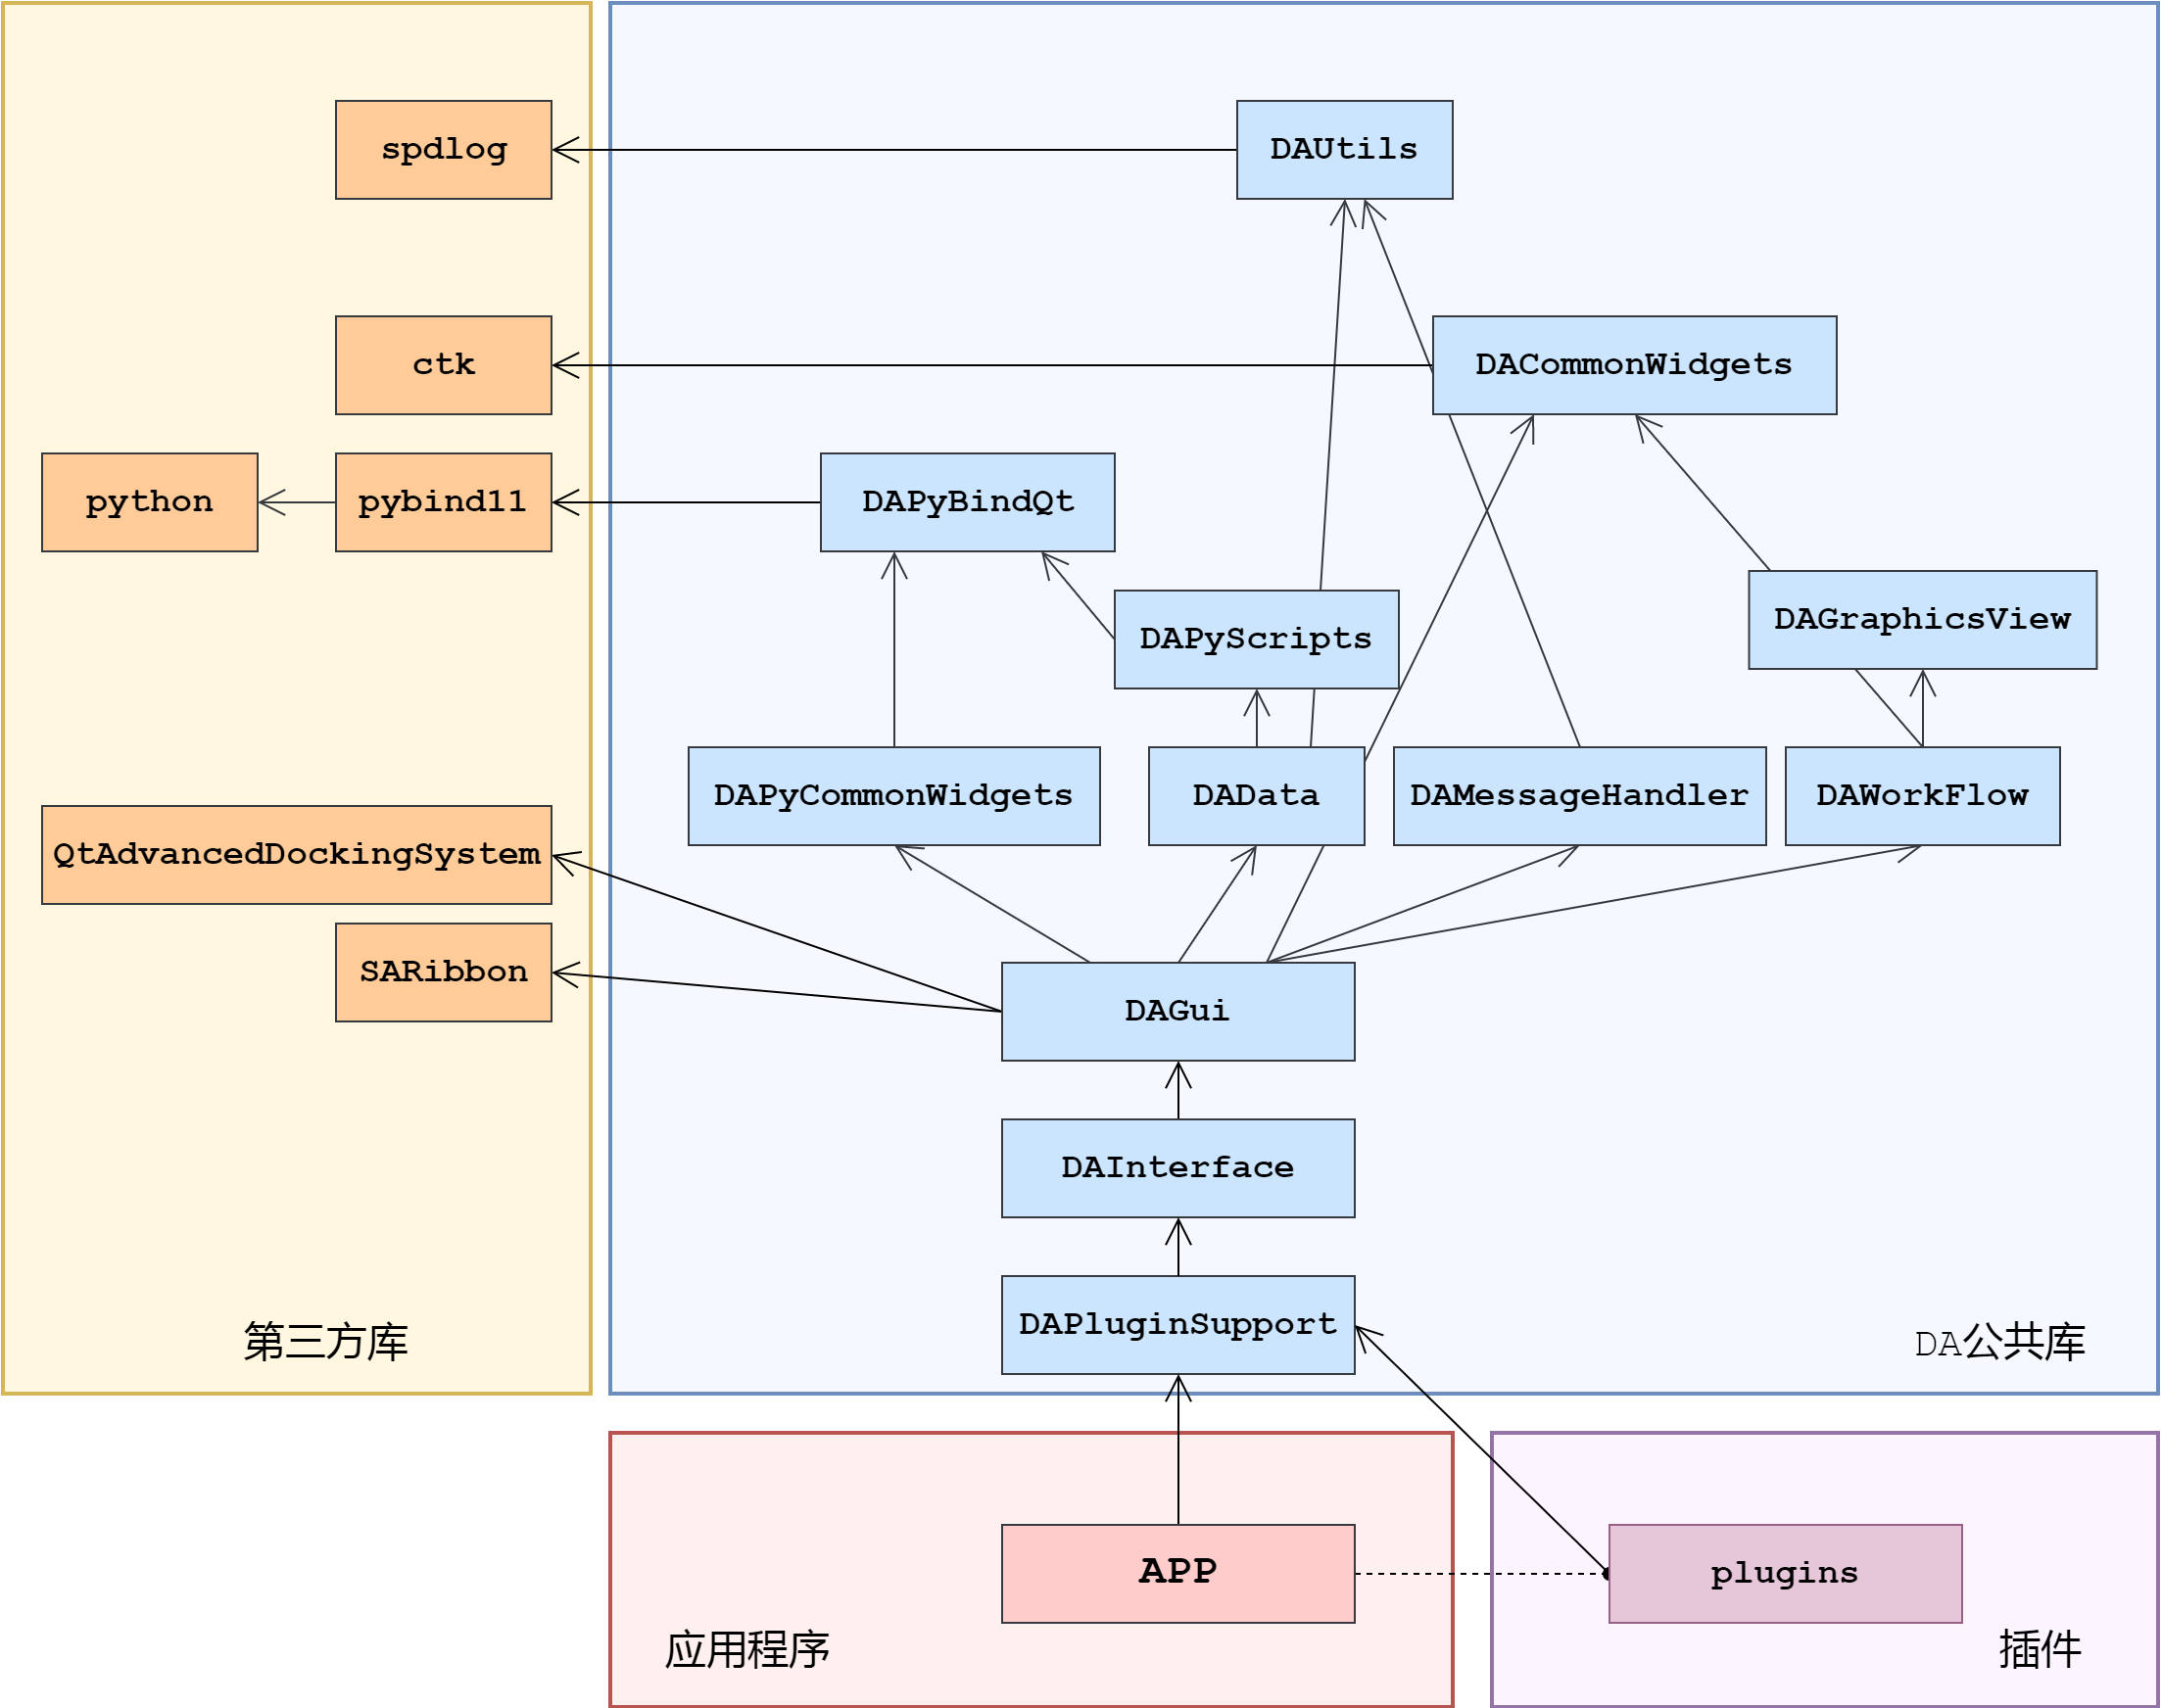 spdlog
DAUtils
ctk
DACommonWidgets
python
pybind11
DAPyBindQt
DAPyScripts
DAGraphicsView
DAPyCommonWidgets
DAData
DAMessageHandler
DAWorkFlow
QtAdvancedDockingSystem
SARibbon
DAGui
DAInterface
DAPluginSupport
第三方库
DA公共库
APP
plugins
应用程序
插件